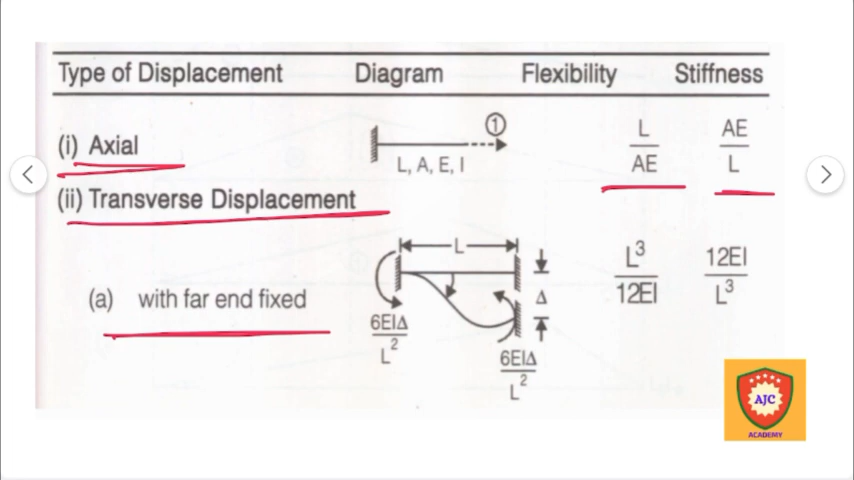 Type of Displacement Diagram Flexibility Stiffness
(i) Axial
①
L, A, E, I
L
AE
AE
L
(ii) Transverse Displacement
(a) with far end fixed
L
Δ
6EIΔ
L²
6EIΔ
L²
L³
12EI
12EI
L³
AJC
ACADEMY